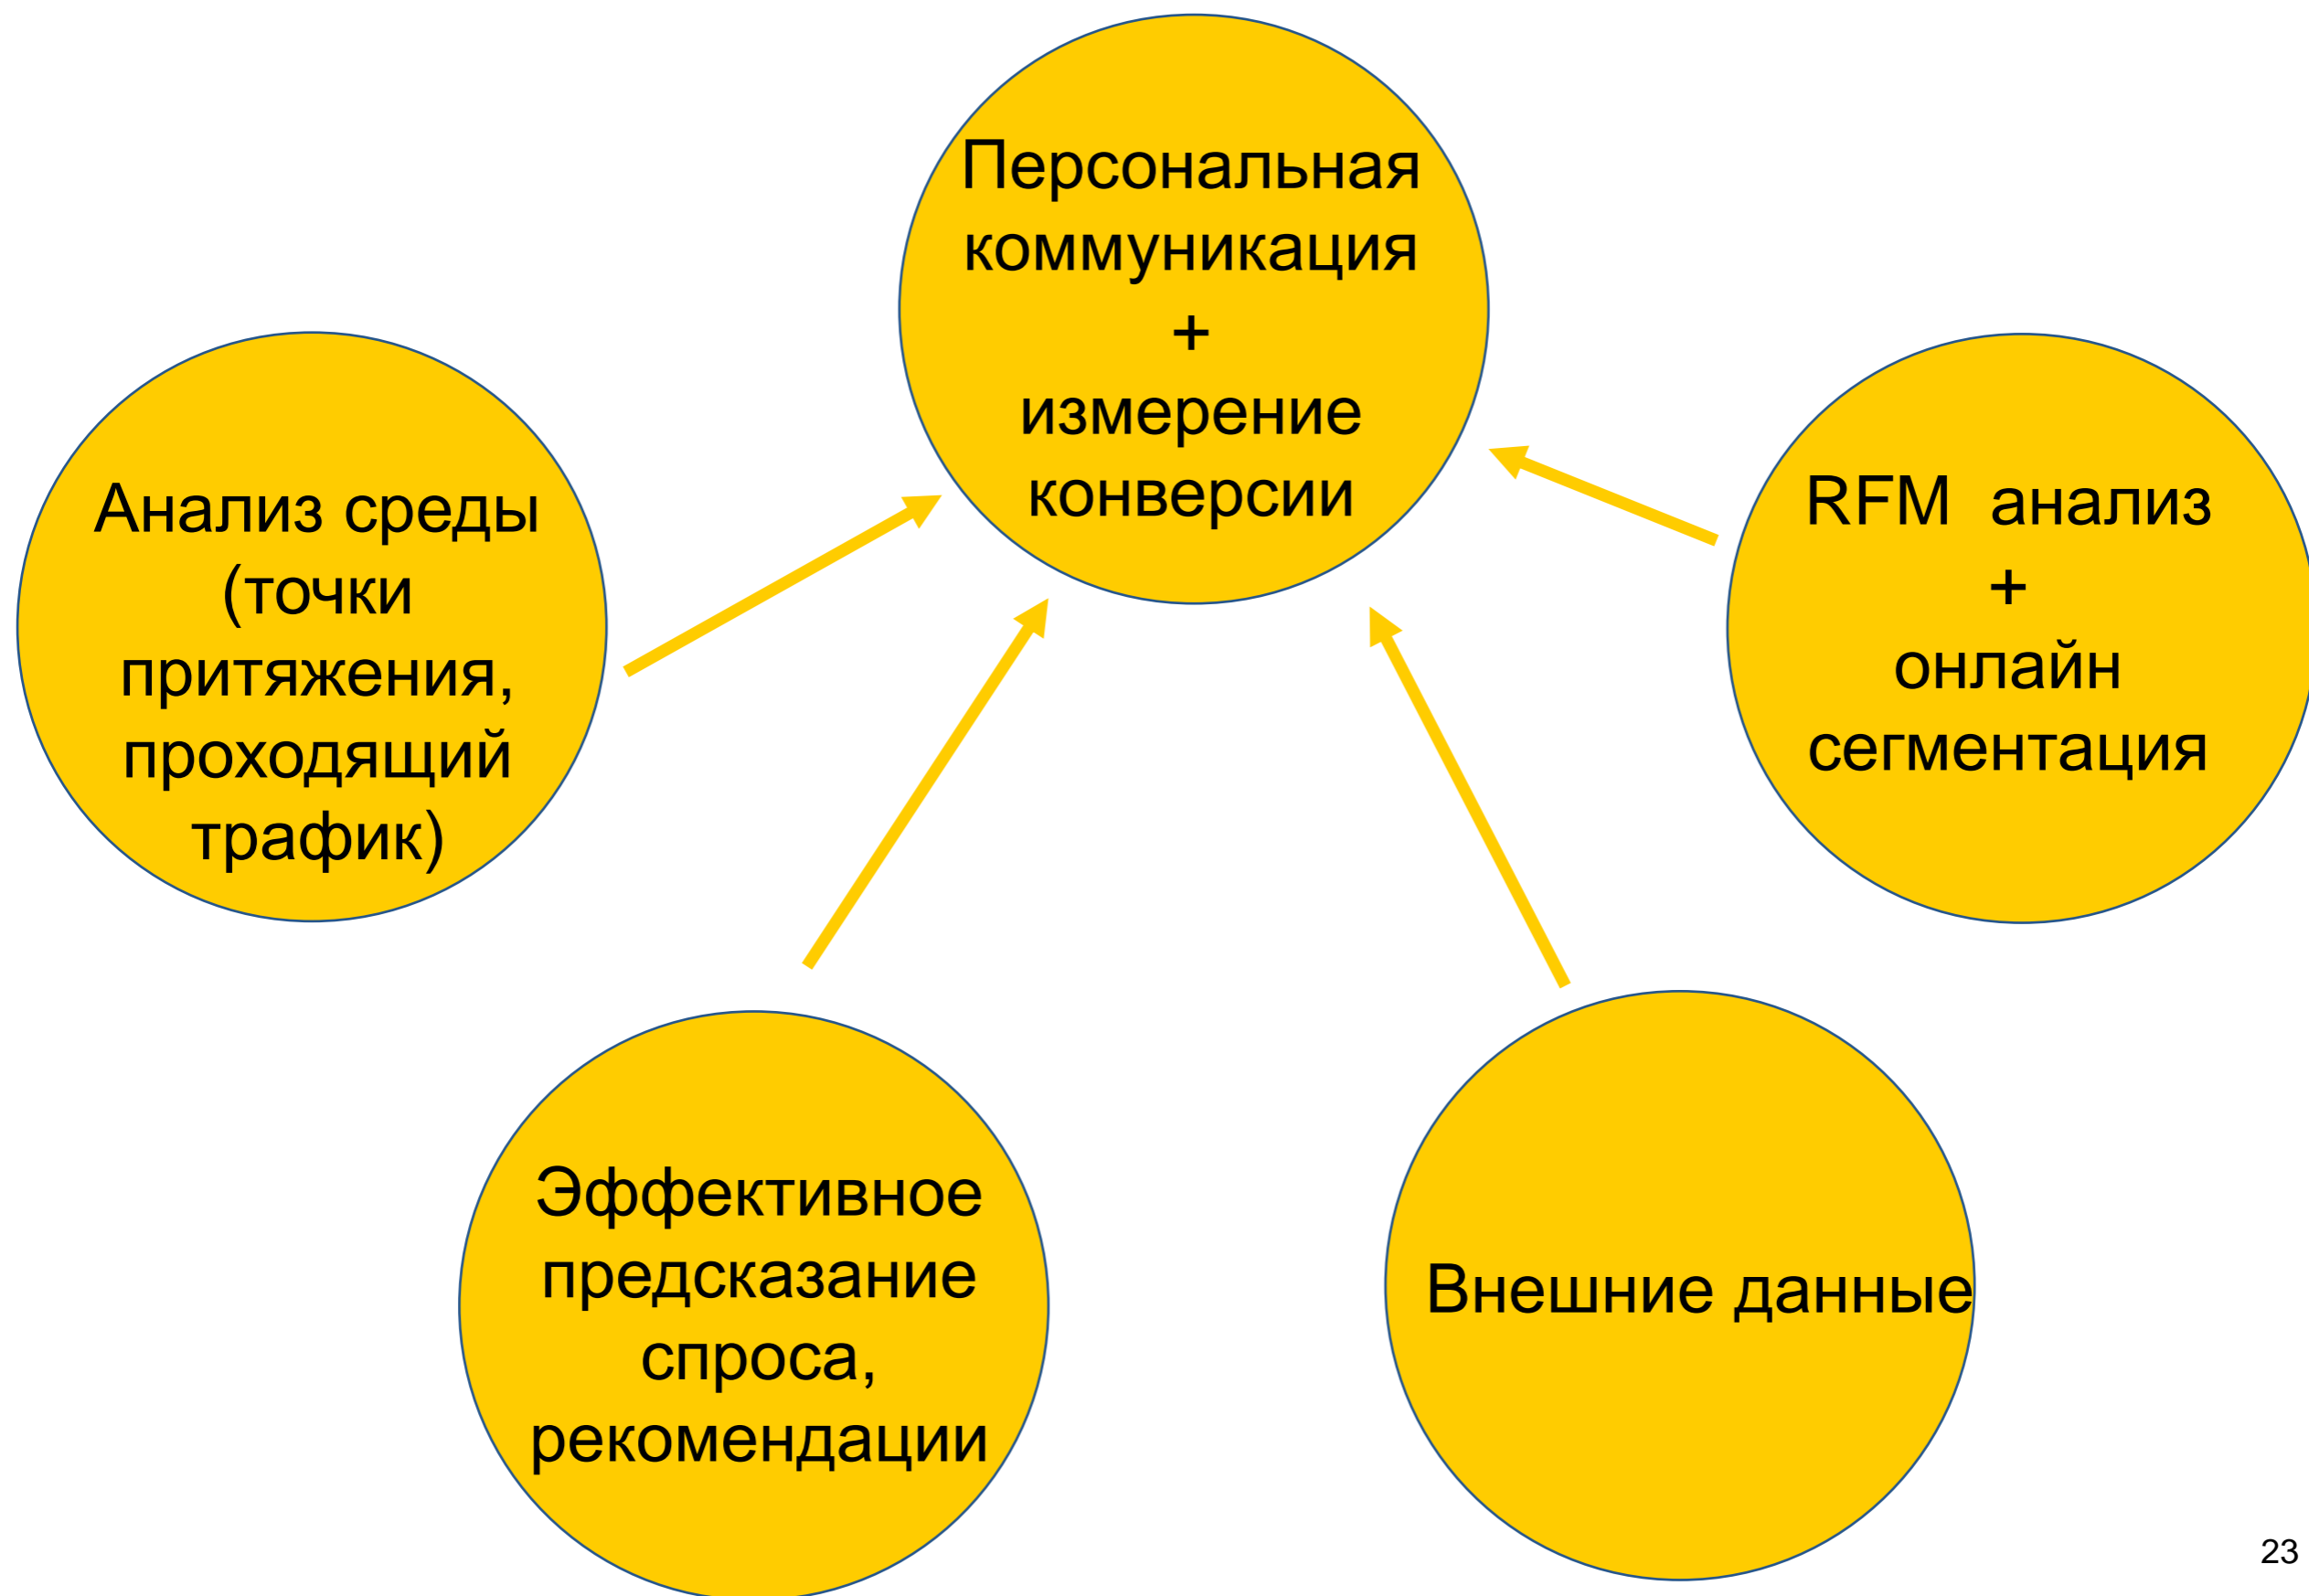 Персональная
коммуникация
+
измерение
конверсии
Анализ среды
(точки
притяжения,
проходящий
трафик)
RFM анализ
+
онлайн
сегментация
Эффективное
предсказание
спроса,
рекомендации
Внешние данные
23